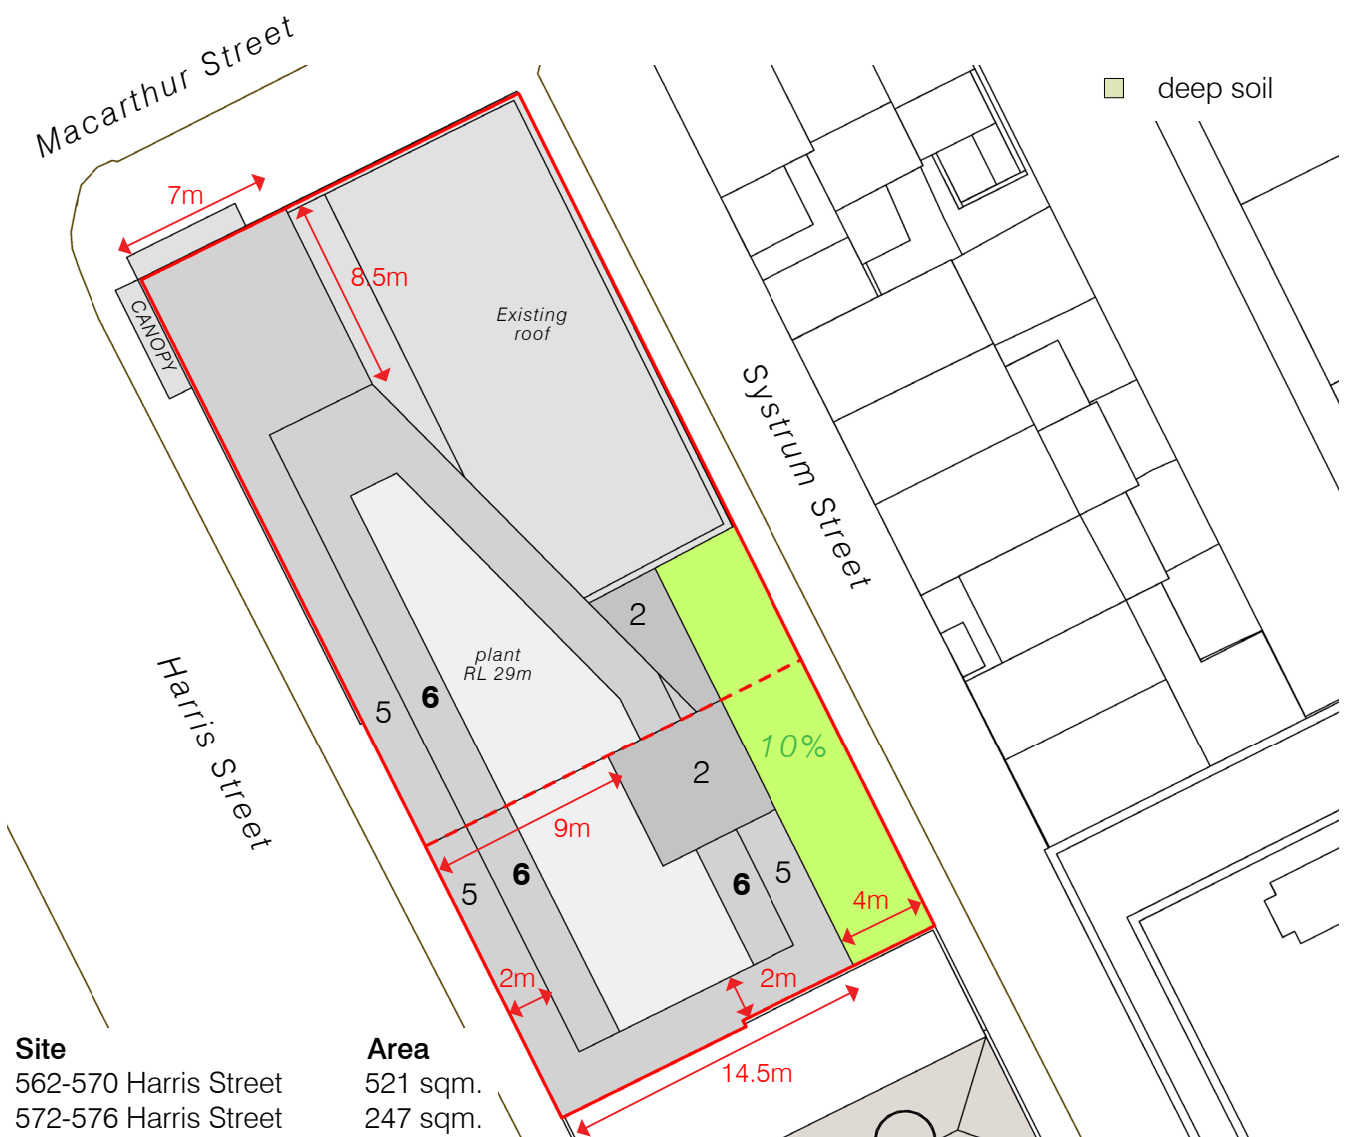 Macarthur Street
deep soil
7m
8.5m
CANOPY
Existing
roof
Systrum Street
2
plant
RL 29m
6
5
Harris Street
10%
2
9m
6
5
6
5
4m
2m
2m
14.5m
Site
Area
562-570 Harris Street
521 sqm.
572-576 Harris Street
247 sqm.